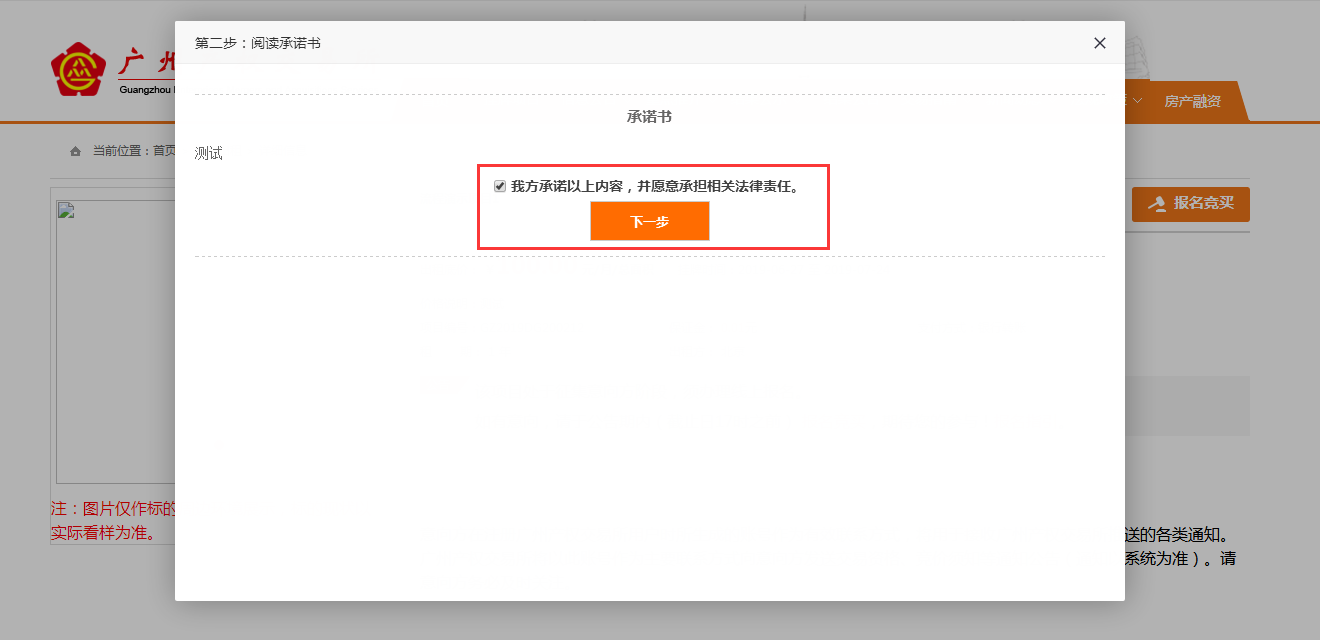 第二步：阅读承诺书
广 州
Guangzhou
房产融资
承诺书
当前位置：首页
测试
我方承诺以上内容，并愿意承担相关法律责任。
报名竞买
下一步
注：图片仅作标的
实际看样为准。
送的各类通知。
系统为准）。请